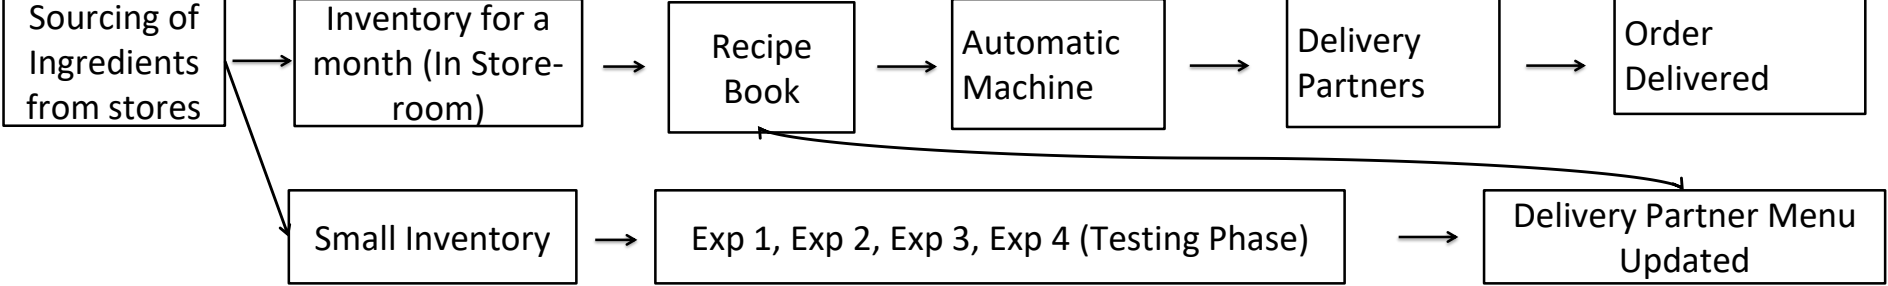 Sourcing of
Ingredients
from stores
Inventory for a
month (In Store-
room)
Recipe
Book
Automatic
Machine
Delivery
Partners
Order
Delivered
Small Inventory
Exp 1, Exp 2, Exp 3, Exp 4 (Testing Phase)
Delivery Partner Menu
Updated